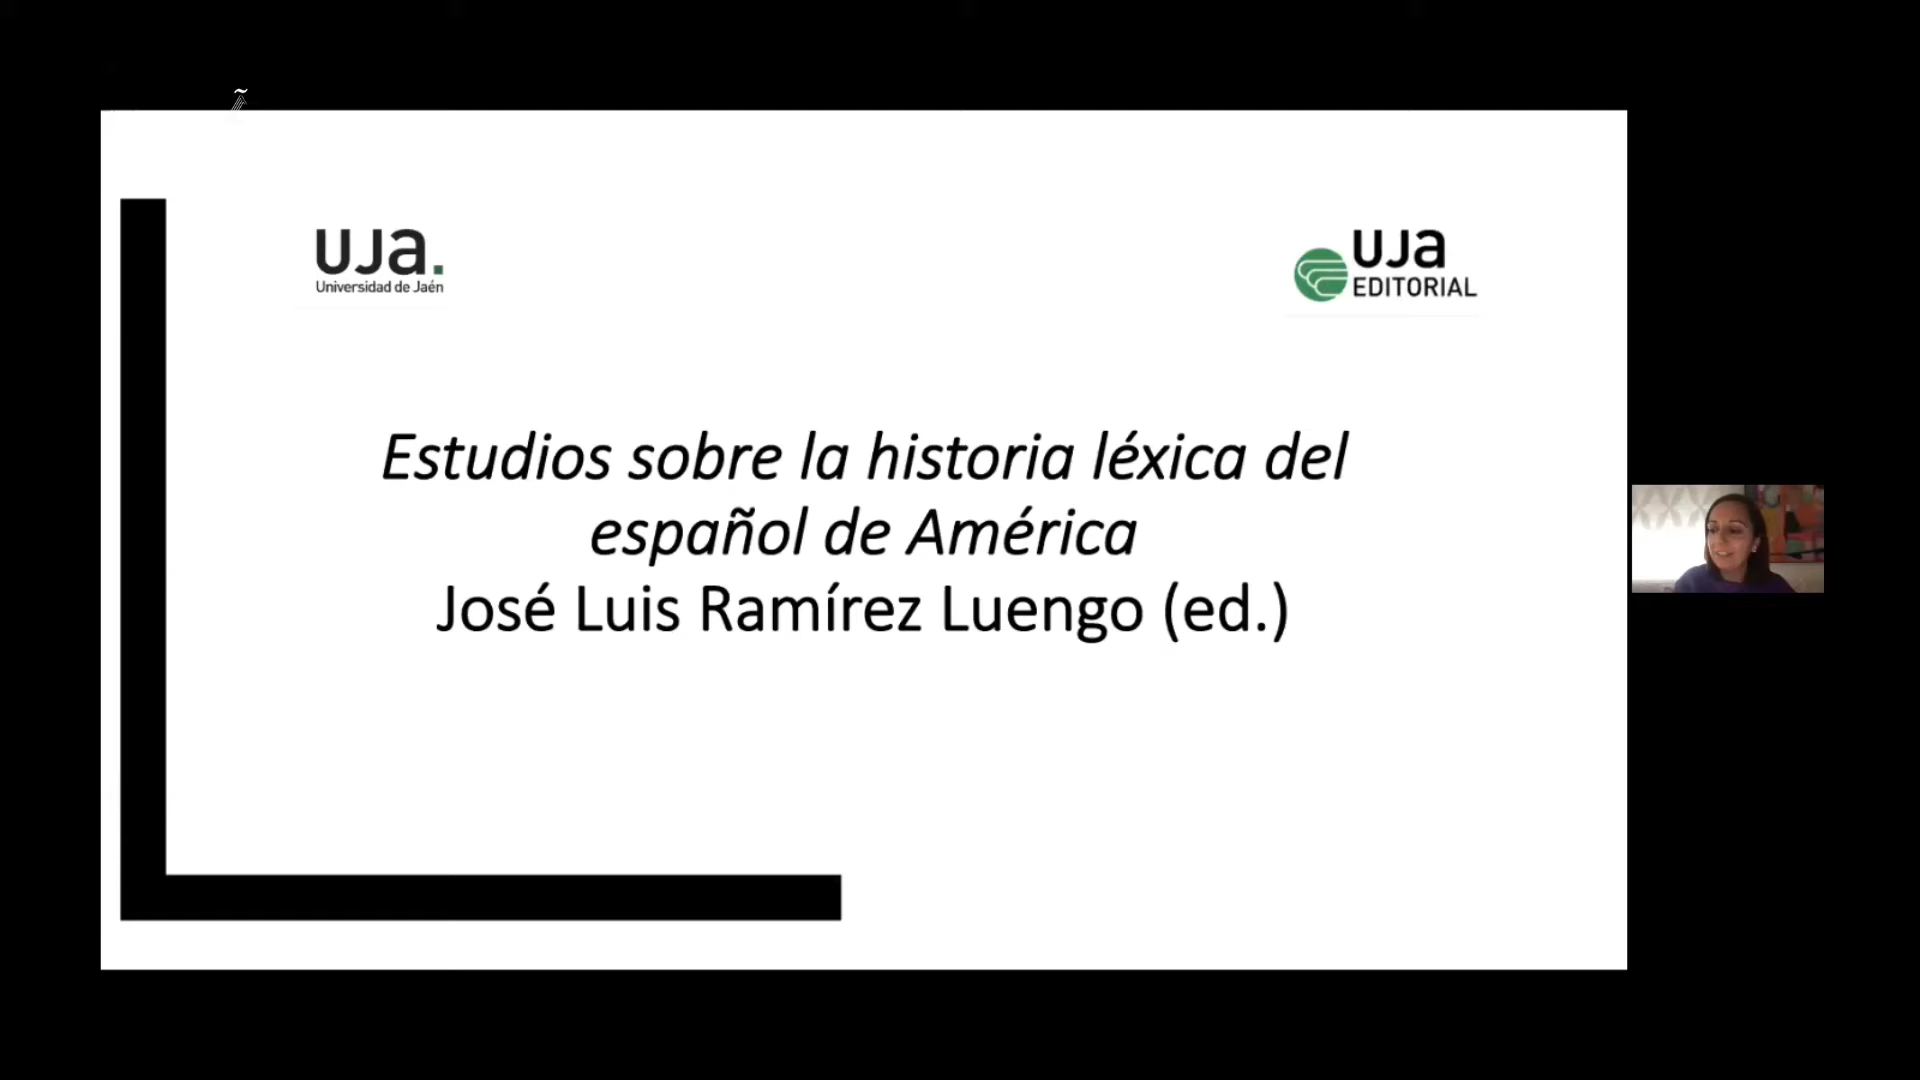 uja.
Universidad de Jaén
uja
EDITORIAL
Estudios sobre la historia léxica del
español de América
José Luis Ramírez Luengo (ed.)